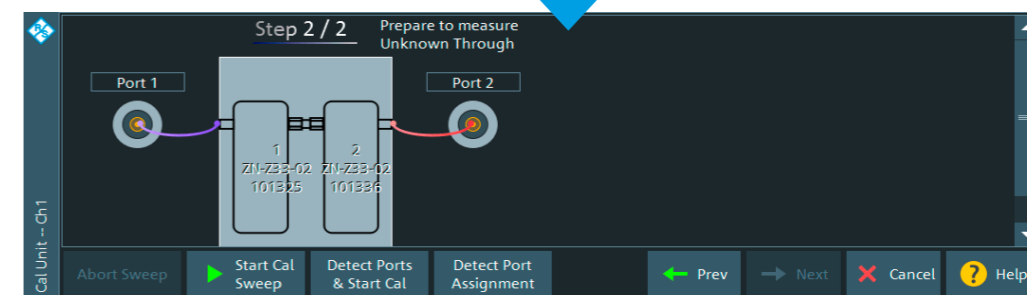 Step 2 / 2
Prepare to measure
Unknown Through
Port 1
Port 2
1
ZN-Z33-02
101325
2
ZN-Z33-02
101336
Cal Unit -- Ch1
Abort Sweep
Start Cal
Sweep
Detect Ports
& Start Cal
Detect Port
Assignment
Prev
Next
Cancel
? Help